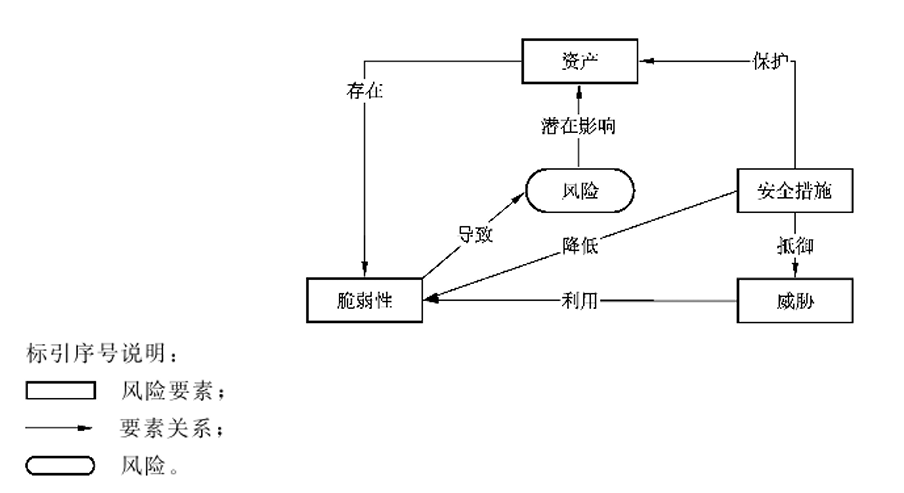 资产
保护
存在
潜在影响
风险
安全措施
导致
降低
抵御
脆弱性
利用
威胁
标引序号说明：
风险要素；
要素关系；
风险。